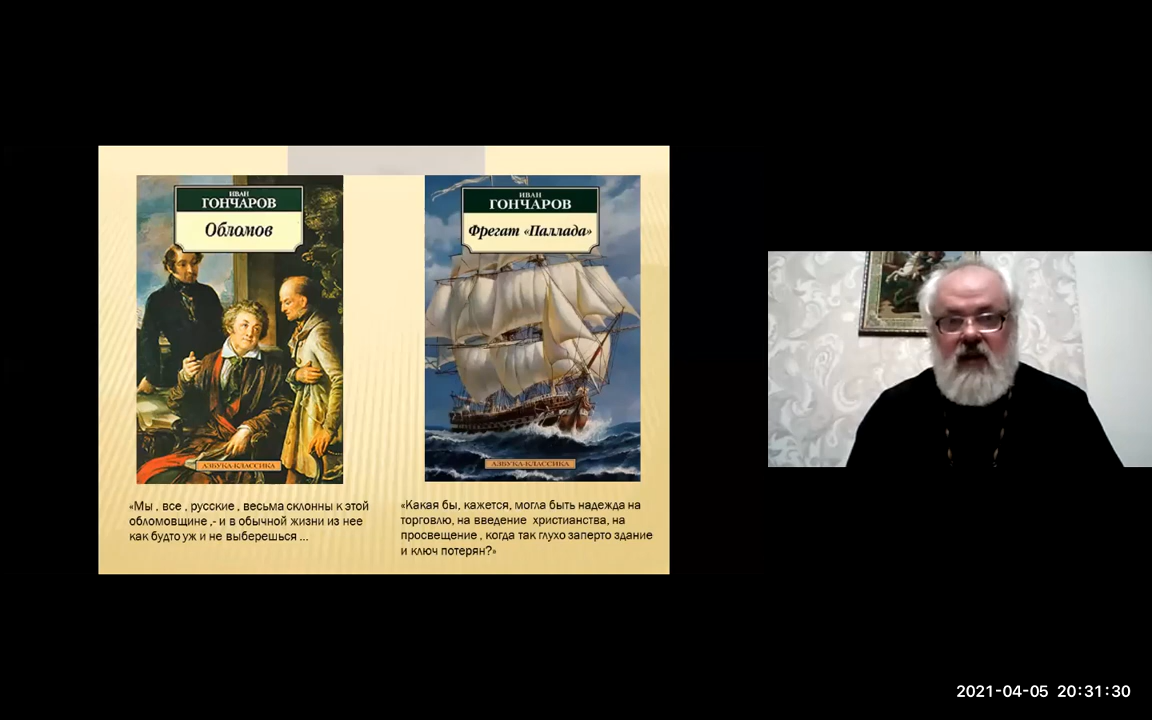 ИВАН
ГОНЧАРОВ
Обломов
АЗБУКА-КЛАССИКА
«Мы , все , русские , весьма склонны к этой
обломовщине ,- и в обычной жизни из нее
как будто уж и не выберешься ...
ИВАН
ГОНЧАРОВ
Фрегат «Паллада»
АЗБУКА-КЛАССИКА
«Какая бы, кажется, могла быть надежда на
торговлю, на введение христианства, на
просвещение , когда так глухо заперто здание
и ключ потерян?»
2021-04-05 20:31:30